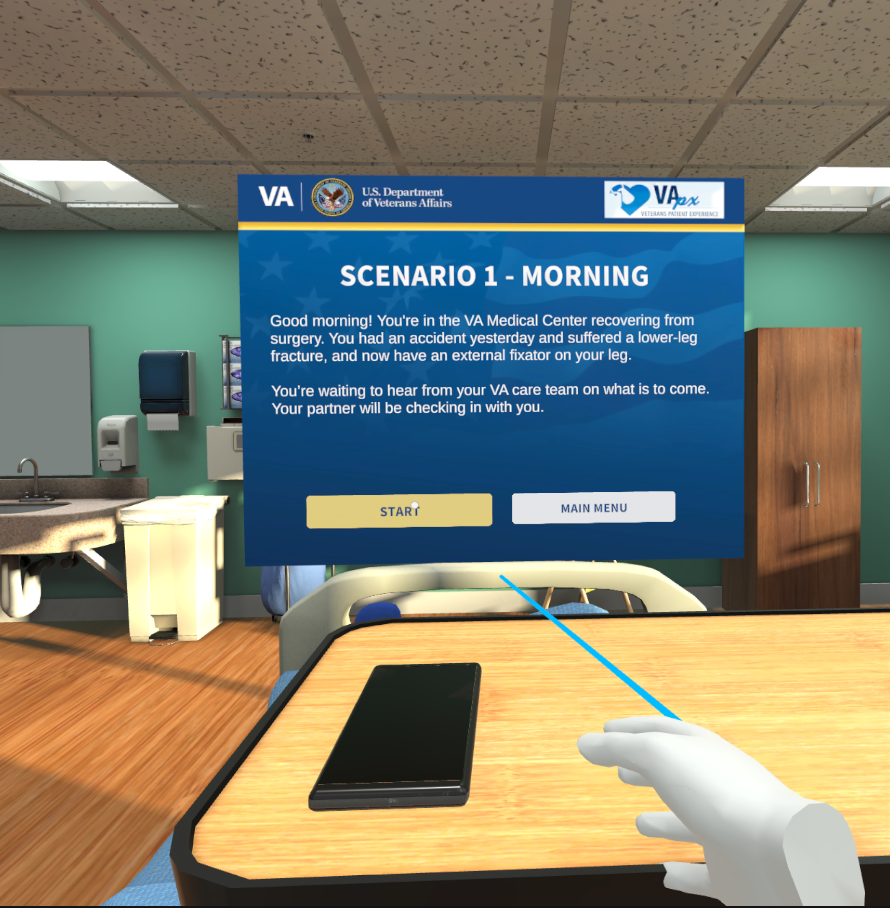 VA
U.S. Department
of Veterans Affairs
VApx
VETERANS PATIENT EXPERIENCE
SCENARIO 1 - MORNING
Good morning! You're in the VA Medical Center recovering from
surgery. You had an accident yesterday and suffered a lower-leg
fracture, and now have an external fixator on your leg.
You're waiting to hear from your VA care team on what is to come.
Your partner will be checking in with you.
START
MAIN MENU